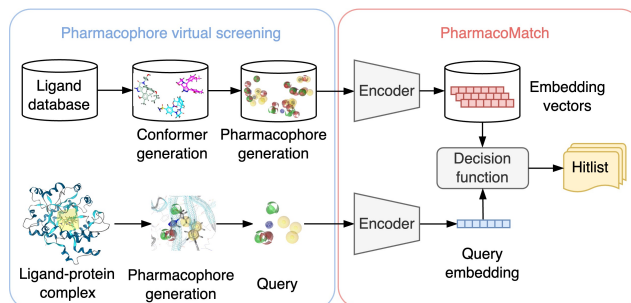 Pharmacophore virtual screening
PharmacoMatch
Ligand
database
Conformer
generation
Pharmacophore
generation
Encoder
Embedding
vectors
Decision
function
Hitlist
Ligand-protein
complex
Pharmacophore
generation
Query
Encoder
Query
embedding